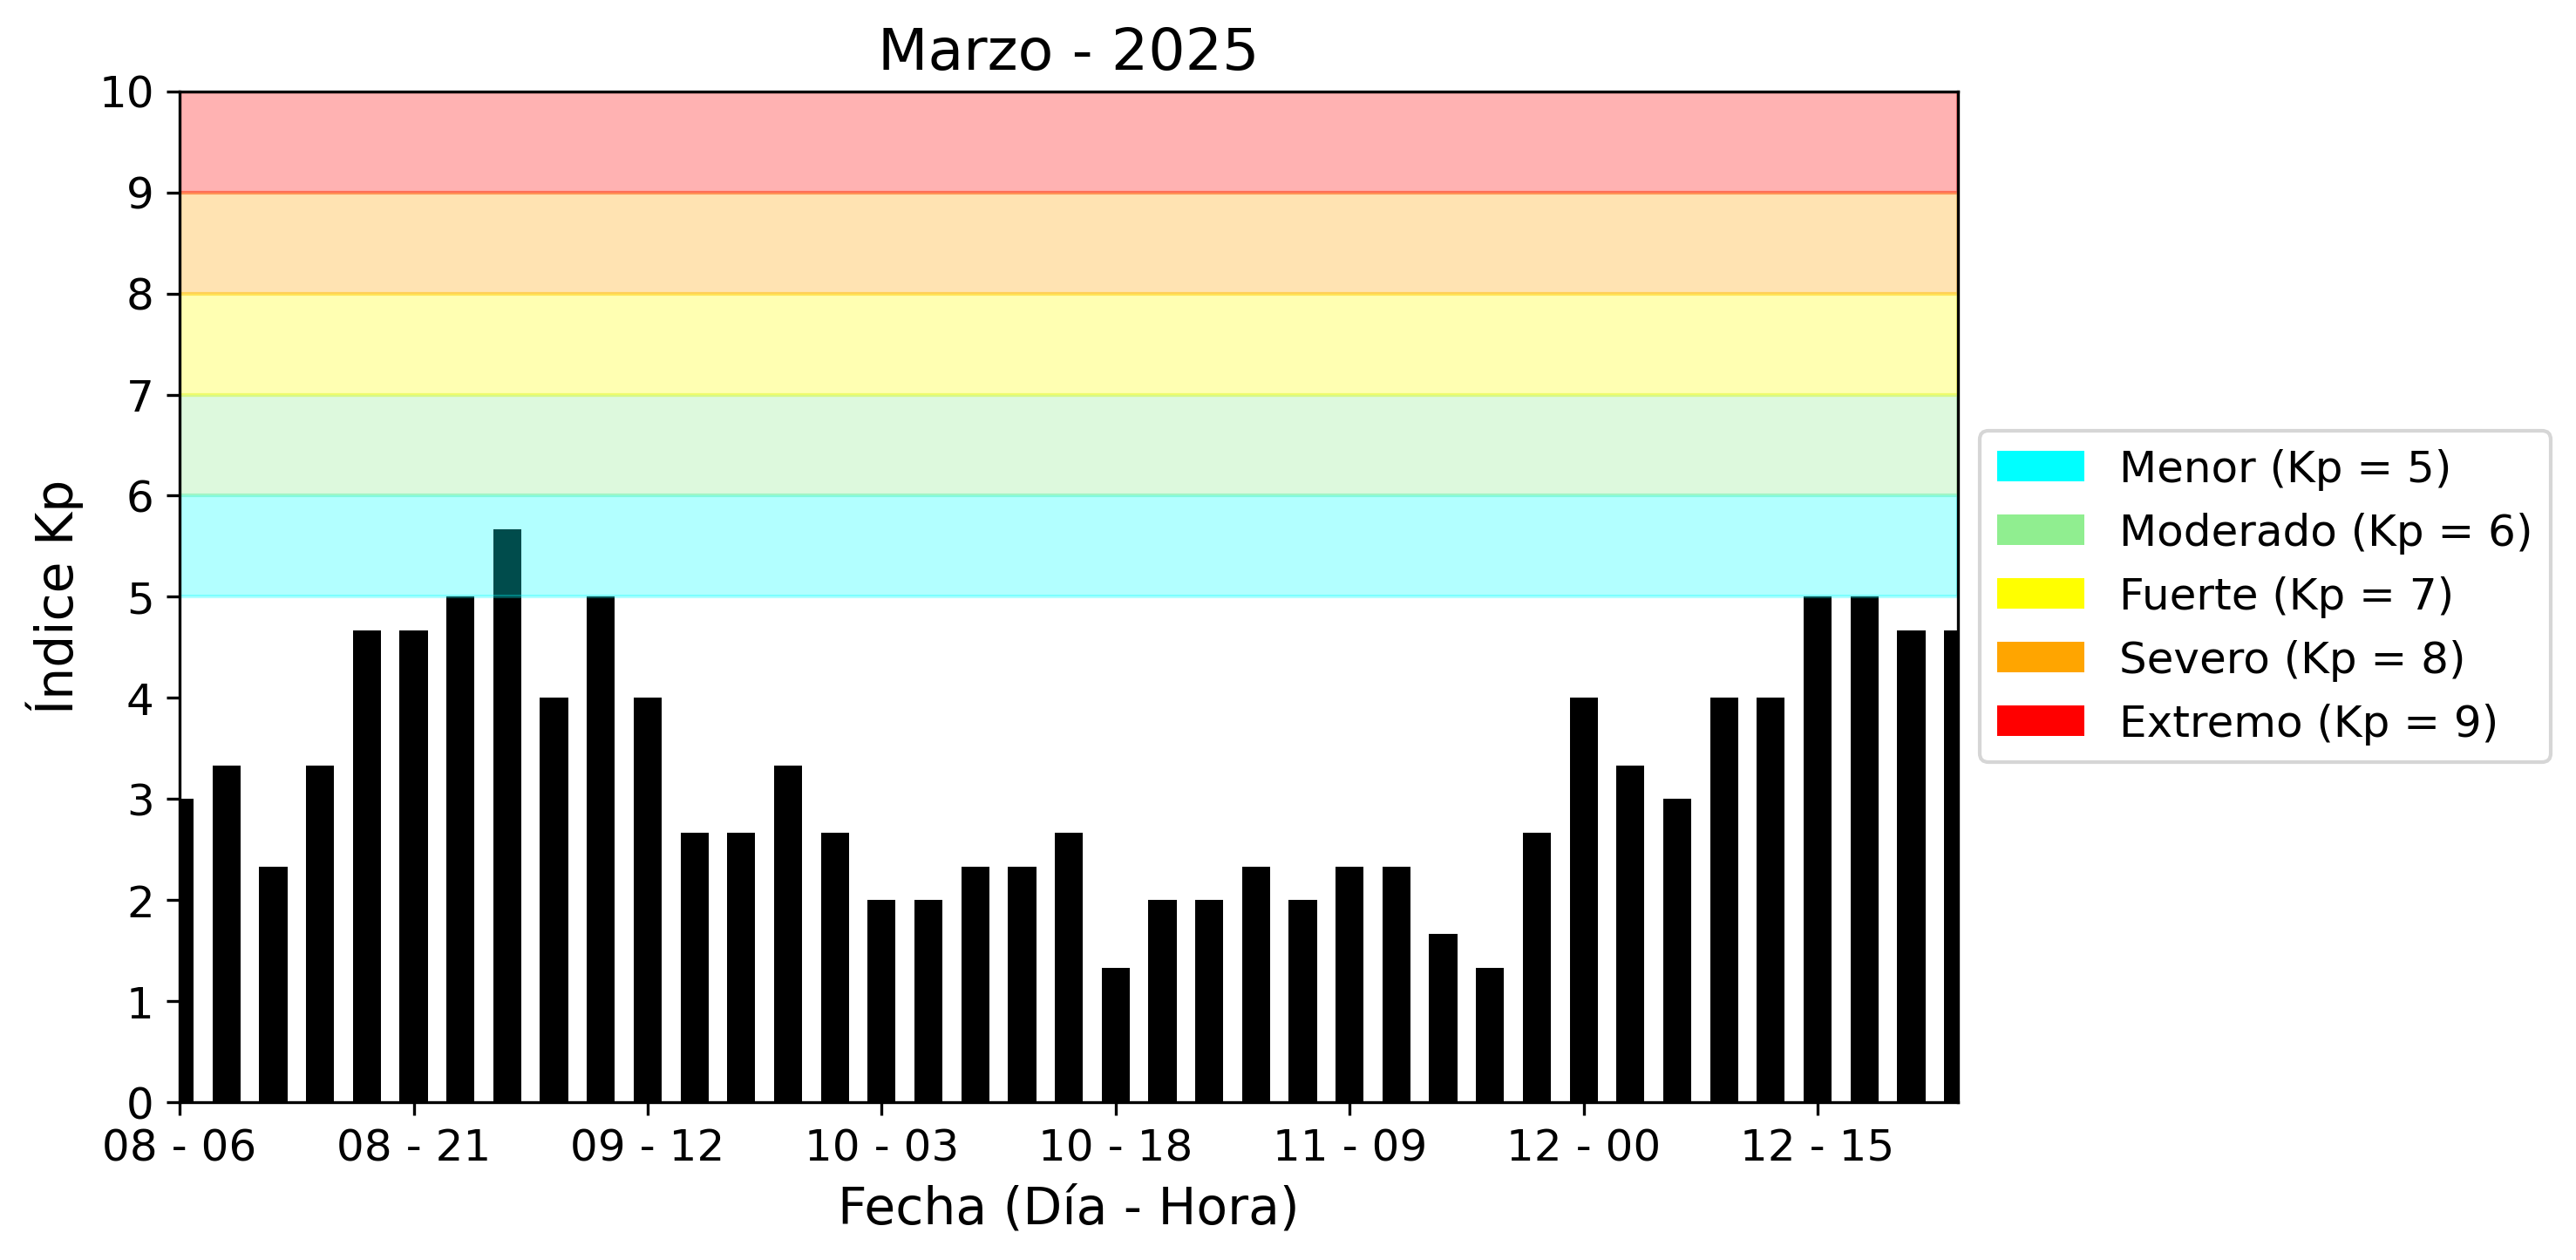 Marzo - 2025
10
9
8
7
6
5
4
3
2
1
0
Índice Kp
08 - 06
08 - 21
09 - 12
10 - 03
10 - 18
11 - 09
12 - 00
12 - 15
Fecha (Día - Hora)
Menor (Kp = 5)
Moderado (Kp = 6)
Fuerte (Kp = 7)
Severo (Kp = 8)
Extremo (Kp = 9)